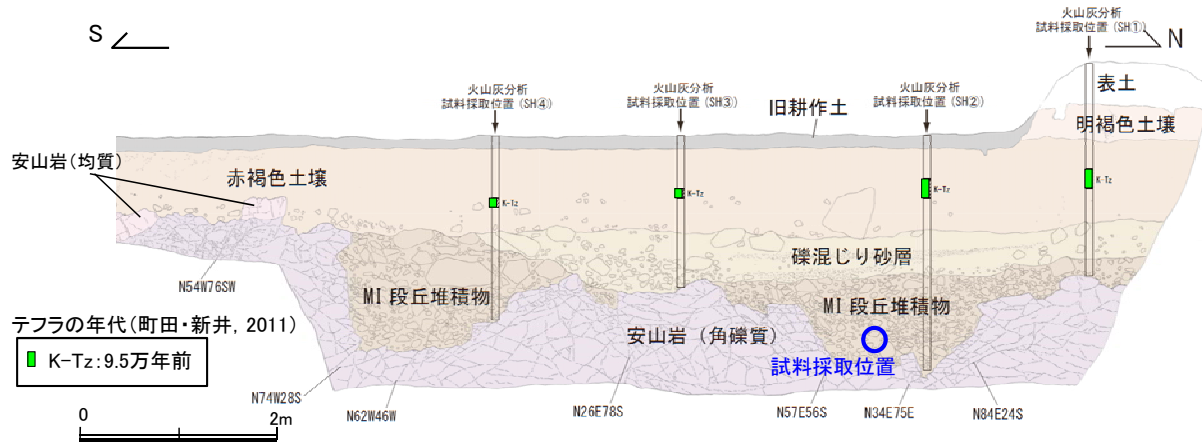 S
N
火山灰分析
試料採取位置(SH①)
火山灰分析
試料採取位置(SH④)
火山灰分析
試料採取位置(SH③)
火山灰分析
試料採取位置(SH②)
旧耕作土
表土
明褐色土壌
安山岩(均質)
赤褐色土壌
K-Tz
K-Tz
K-Tz
K-Tz
礫混じり砂層
N54W76SW
MI段丘堆積物
MI段丘堆積物
安山岩(角礫質)
試料採取位置
テフラの年代(町田・新井, 2011)
K-Tz:9.5万年前
N74W28S
N62W46W
N26E78S
N57E56S
N34E75E
N84E24S
0
2m